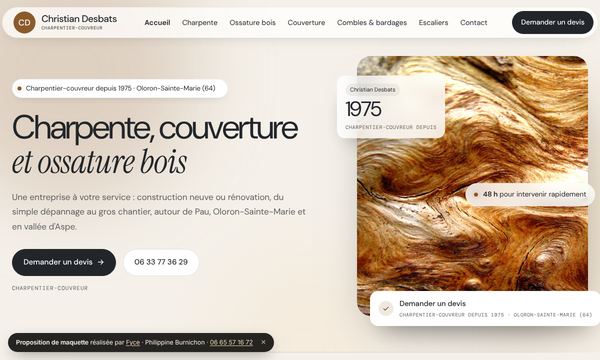 CD
Christian Desbats
CHARPENTIER-COUVREUR
Accueil
Charpente
Ossature bois
Couverture
Combles & bardages
Escaliers
Contact
Demander un devis
Charpentier-couvreur depuis 1975 · Oloron-Sainte-Marie (64)
Charpente, couverture
et ossature bois
Une entreprise à votre service : construction neuve ou rénovation, du
simple dépannage au gros chantier, autour de Pau, Oloron-Sainte-Marie et
en vallée d'Aspe.
Demander un devis →
06 33 77 36 29
CHARPENTIER-COUVREUR
Christian Desbats
1975
CHARPENTIER-COUVREUR DEPUIS
48 h pour intervenir rapidement
Demander un devis
CHARPENTIER-COUVREUR DEPUIS 1975 · OLORON-SAINTE-MARIE (64)
Proposition de maquette réalisée par Fyce · Philippine Burnichon · 06 65 57 16 72 ×